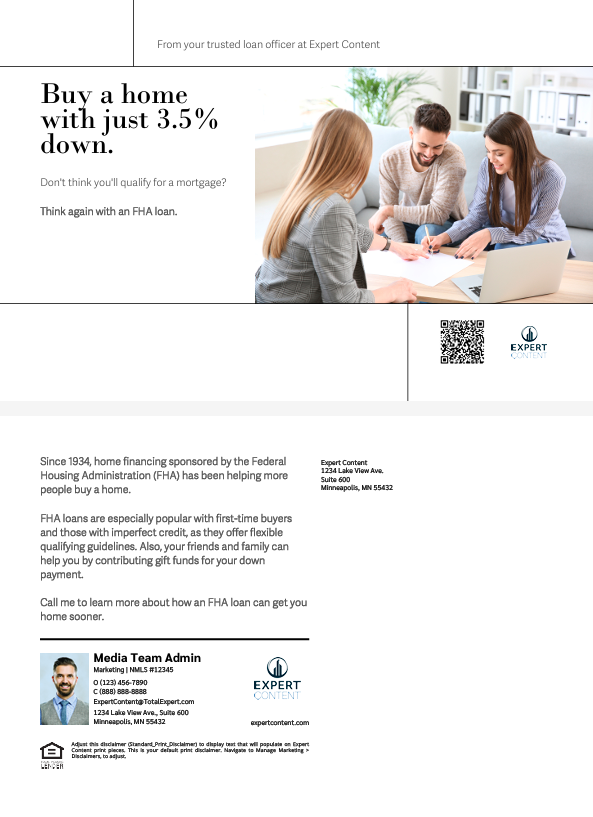 From your trusted loan officer at Expert Content
Buy a home
with just 3.5%
down.
Don't think you'll qualify for a mortgage?
Think again with an FHA loan.
EXPERT
CONTENT
Since 1934, home financing sponsored by the Federal
Housing Administration (FHA) has been helping more
people buy a home.
FHA loans are especially popular with first-time buyers
and those with imperfect credit, as they offer flexible
qualifying guidelines. Also, your friends and family can
help you by contributing gift funds for your down
payment.
Call me to learn more about how an FHA loan can get you
home sooner.
Expert Content
1234 Lake View Ave.
Suite 600
Minneapolis, MN 55432
Media Team Admin
Marketing | NMLS #12345
O (123) 456-7890
C (888) 888-8888
ExpertContent@TotalExpert.com
1234 Lake View Ave., Suite 600
Minneapolis, MN 55432
EXPERT
CONTENT
expertcontent.com
Adjust this disclaimer (Standard_Print_Disclaimer) to display text that will populate on Expert
Content print pieces. This is your default print disclaimer. Navigate to Manage Marketing >
Disclaimers, to adjust.
LENDER